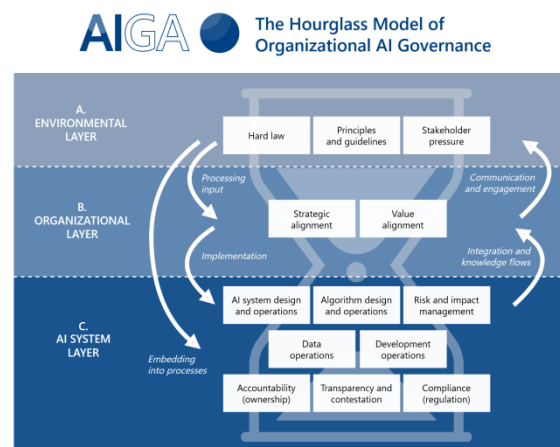 AIGA
The Hourglass Model of
Organizational AI Governance
A.
ENVIRONMENTAL
LAYER
Hard law
Principles
and guidelines
Stakeholder
pressure
Processing
input
Communication
and engagement
B.
ORGANIZATIONAL
LAYER
Strategic
alignment
Value
alignment
Implementation
Integration and
knowledge flows
C.
AI SYSTEM
LAYER
AI system design
and operations
Algorithm design
and operations
Risk and impact
management
Data
operations
Development
operations
Embedding
into processes
Accountability
(ownership)
Transparency and
contestation
Compliance
(regulation)